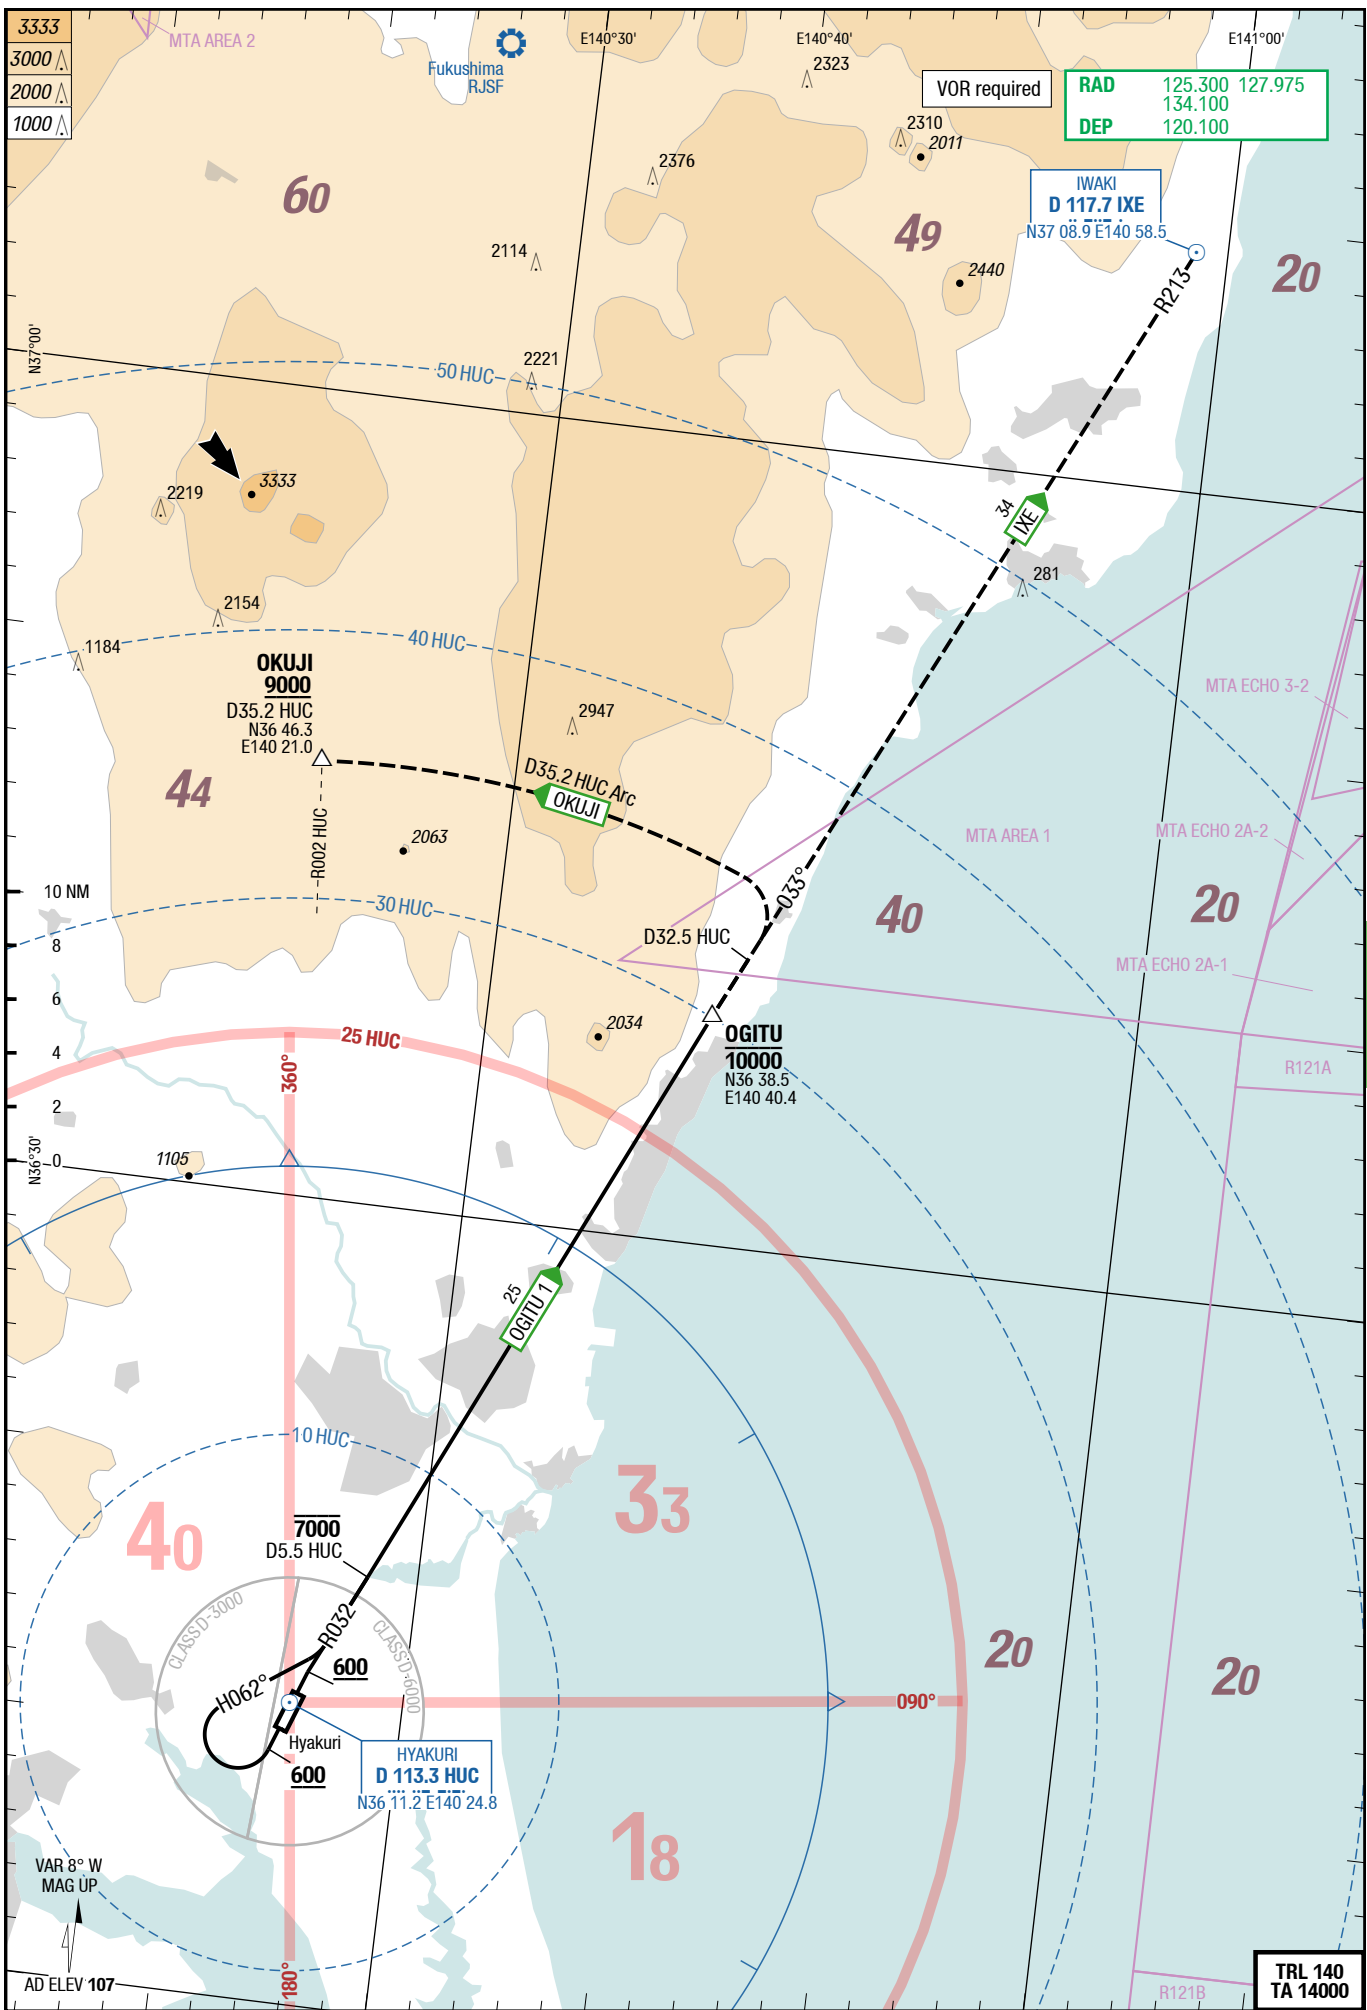 3333
3000
2000
1000
MTA AREA 2
Fukushima
RJSF
E140°30'
E140°40'
E141°00'
2323
VOR required
RAD 125.300 127.975
134.100
DEP 120.100
2310
2011
2376
60
49
IWAKI
D 117.7 IXE
N37 08.9 E140 58.5
2114
2440
20
R213
N37°00'
2221
50 HUC
3333
2219
34
IXE
281
2154
1184
40 HUC
OKUJI
9000
D35.2 HUC
N36 46.3
E140 21.0
MTA ECHO 3-2
2947
44
D35.2 HUC Arc
OKUJI
R002 HUC
2063
MTA AREA 1
MTA ECHO 2A-2
10 NM
30 HUC
033°
40
20
8
D32.5 HUC
MTA ECHO 2A-1
6
2034
OGITU
10000
N36 38.5
E140 40.4
25 HUC
4
360°
R121A
2
N36°30'
0
1105
25
OGITU 1
10 HUC
33
40
7000
D5.5 HUC
CLASS D-3000
R032
CLASS D-6000
600
20
20
H062°
090°
Hyakuri
600
HYAKURI
D 113.3 HUC
N36 11.2 E140 24.8
18
VAR 8° W
MAG UP
AD ELEV 107
180°
R121B
TRL 140
TA 14000